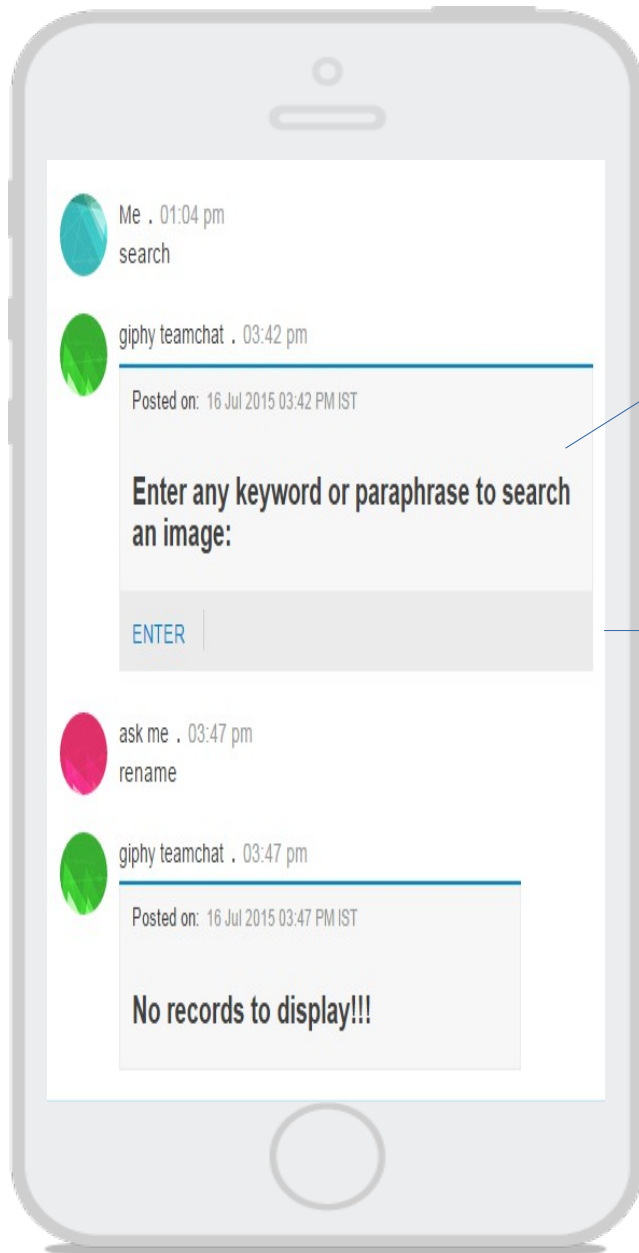 Me . 01:04 pm
search
giphy teamchat . 03:42 pm
Posted on: 16 Jul 2015 03:42 PM IST
Enter any keyword or paraphrase to search
an image:
ENTER
ask me . 03:47 pm
rename
giphy teamchat . 03:47 pm
Posted on: 16 Jul 2015 03:47 PM IST
No records to display!!!